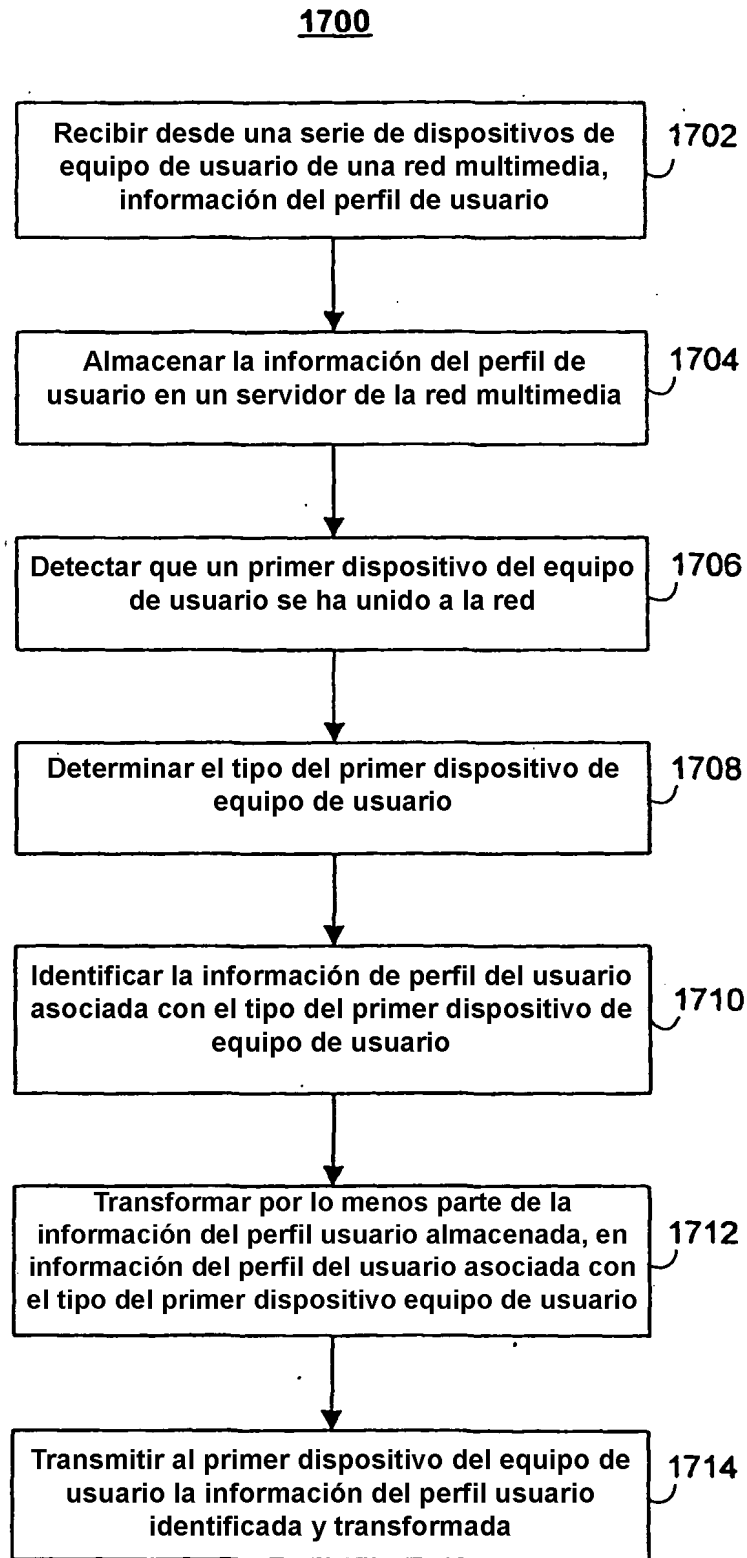 1700
Recibir desde una serie de dispositivos de
equipo de usuario de una red multimedia,
información del perfil de usuario
1702
Almacenar la información del perfil de
usuario en un servidor de la red multimedia
1704
Detectar que un primer dispositivo del equipo
de usuario se ha unido a la red
1706
Determinar el tipo del primer dispositivo de
equipo de usuario
1708
Identificar la información de perfil del usuario
asociada con el tipo del primer dispositivo de
equipo de usuario
1710
Transformar por lo menos parte de la
información del perfil usuario almacenada, en
información del perfil del usuario asociada con
el tipo del primer dispositivo equipo de usuario
1712
Transmitir al primer dispositivo del equipo de
usuario la información del perfil usuario
identificada y transformada
1714